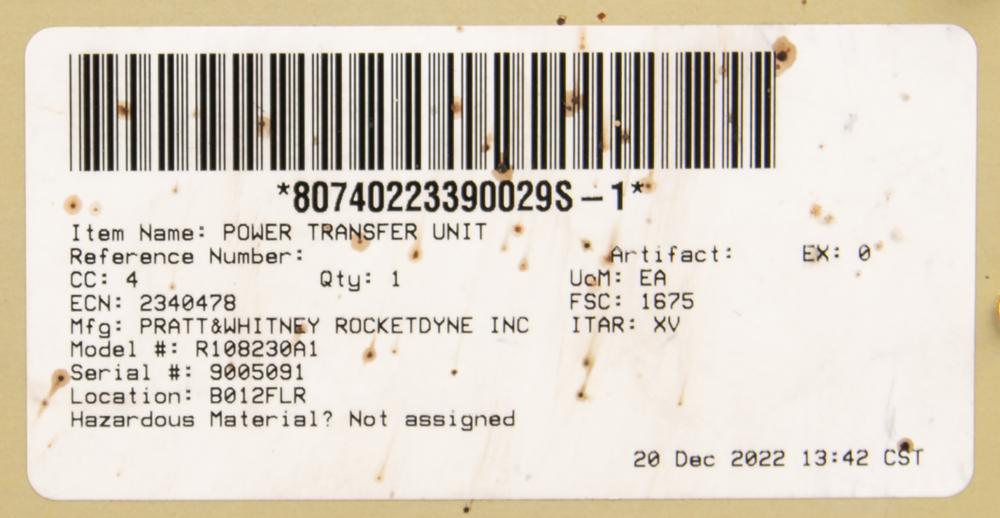 *80740223390029S-1*
Item Name: POWER TRANSFER UNIT
Reference Number: Artifact: EX: 0
CC: 4 Qty: 1 UoM: EA
ECN: 2340478 FSC: 1675
Mfg: PRATT&WHITNEY ROCKETDYNE INC ITAR: XV
Model #: R108230A1
Serial #: 9005091
Location: B012FLR
Hazardous Material? Not assigned
20 Dec 2022 13:42 CST